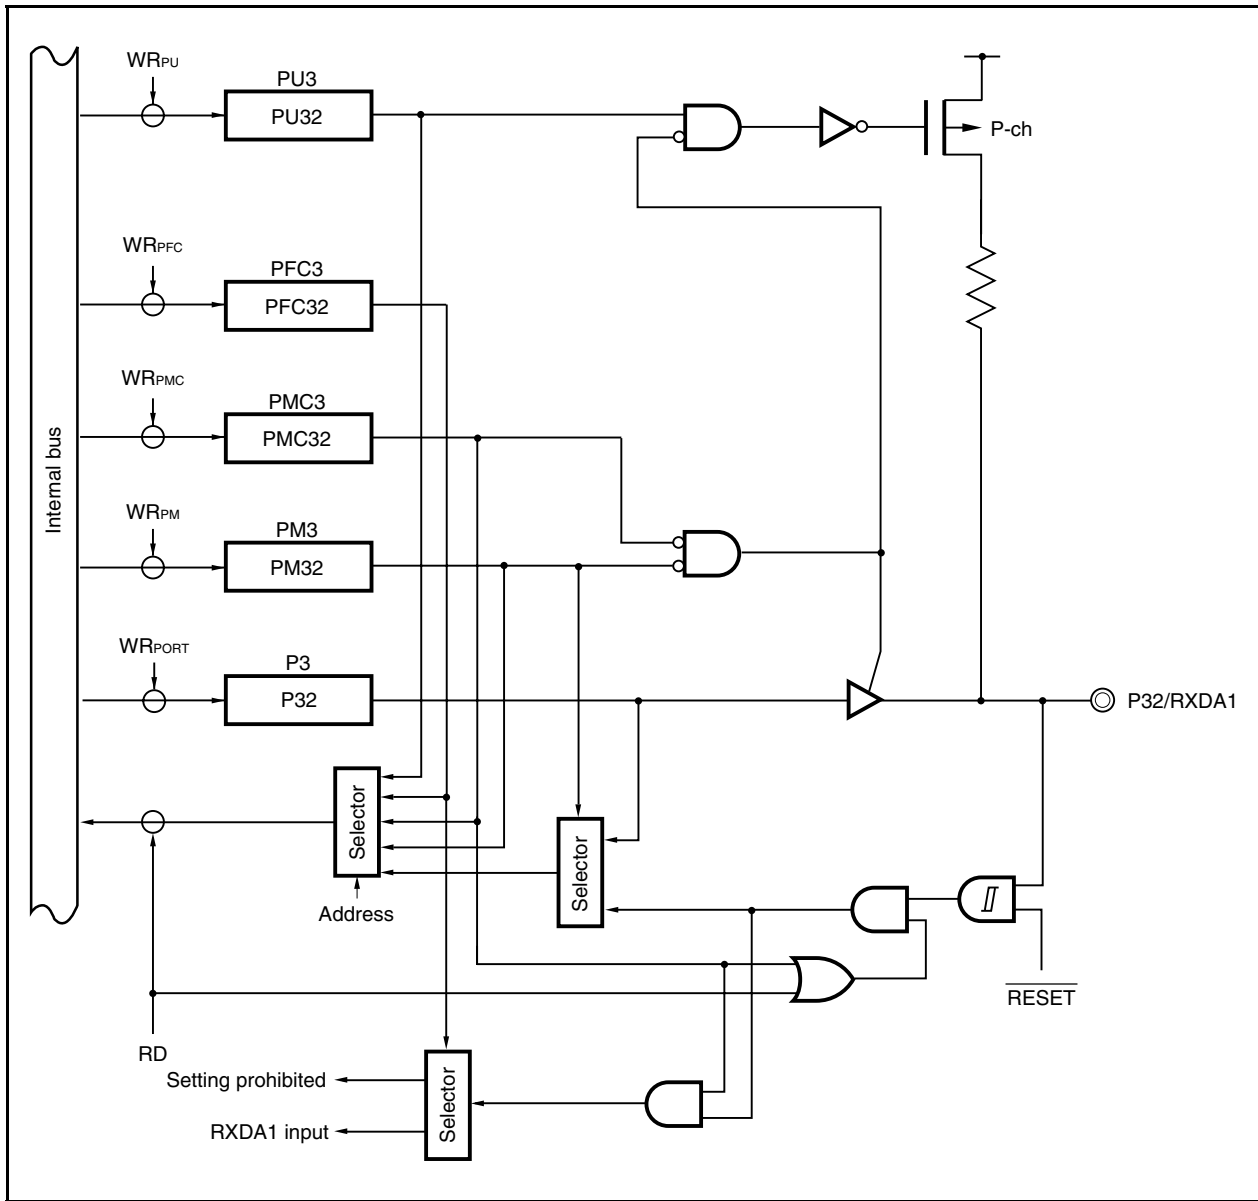 WRPU
PU3
PU32
P-ch
WRPFC
PFC3
PFC32
WRPMC
PMC3
PMC32
Internal bus
WRPM
PM3
PM32
WRPORT
P3
P32
P32/RXDA1
Selector
Selector
Address
RESET
RD
Setting prohibited
Selector
RXDA1 input